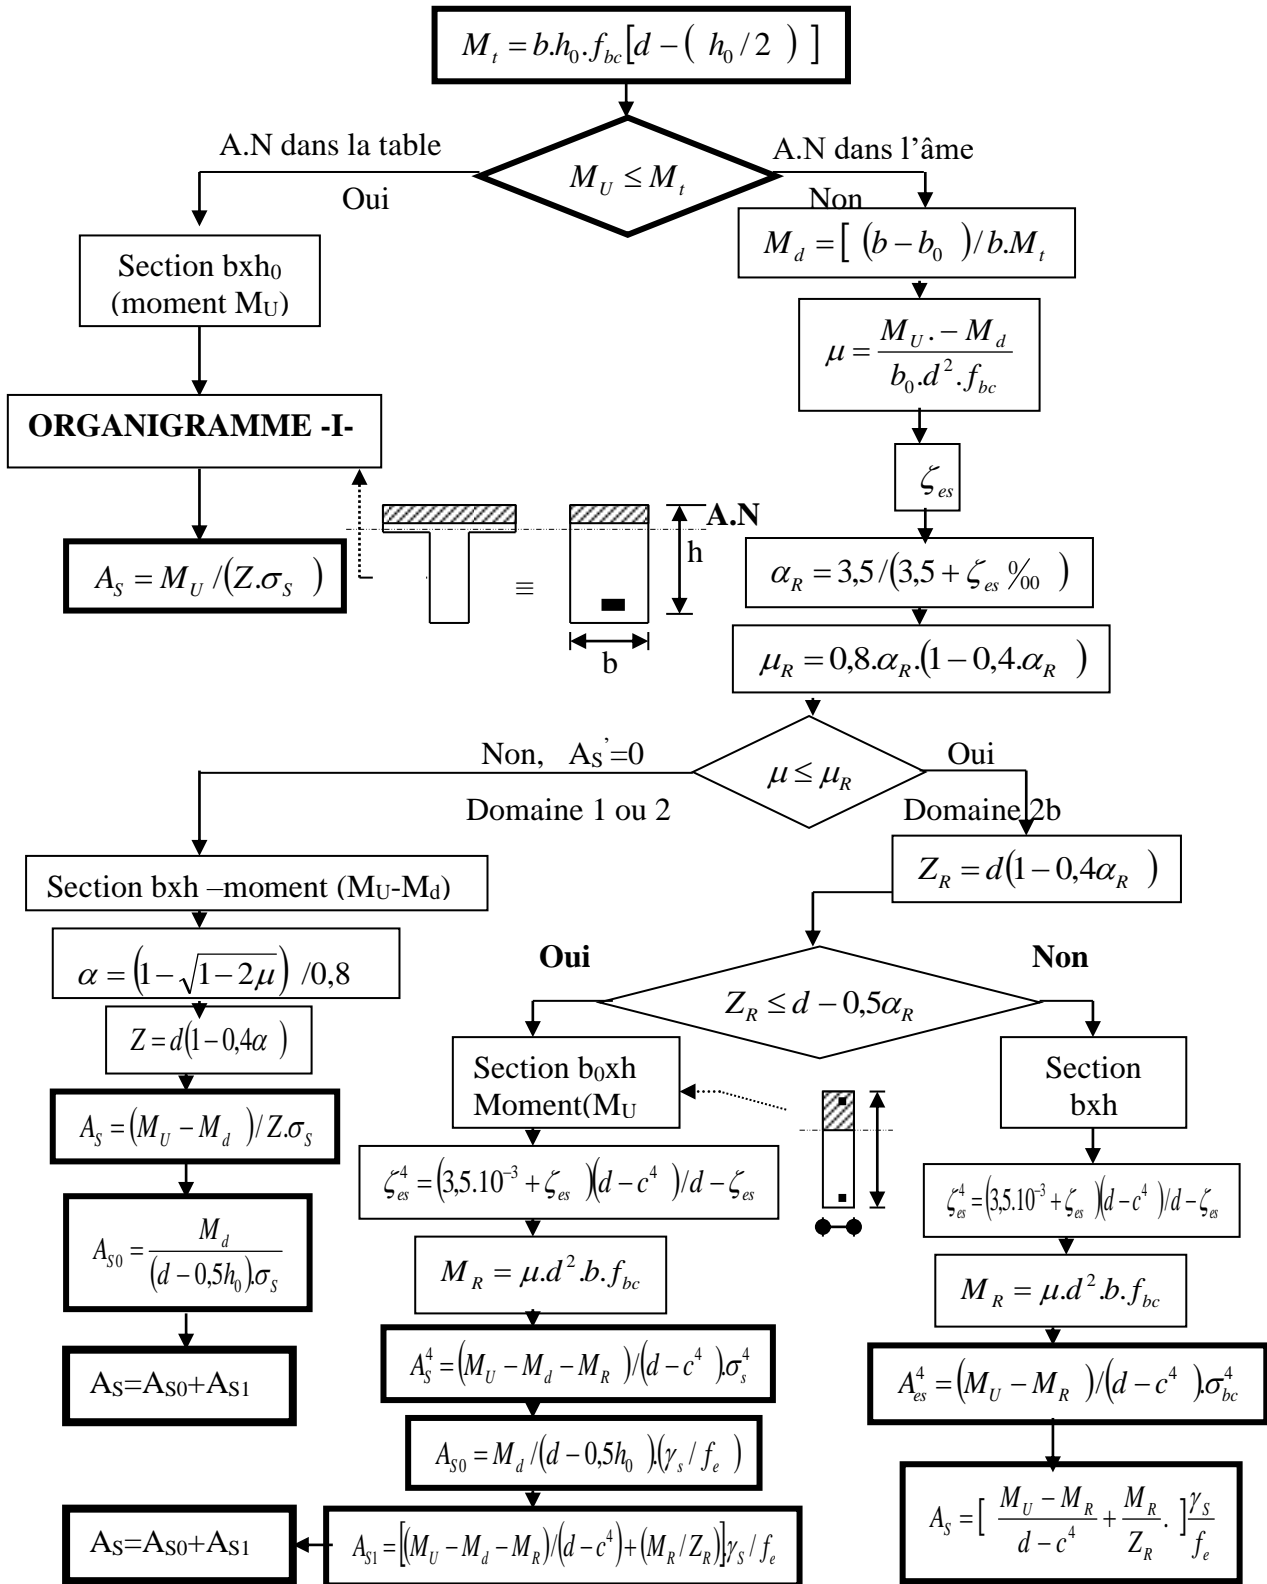 M_t = b.h_0.f_bc[d − ( h_0/2 ) ]
A.N dans la table
A.N dans l’âme
M_U ≤ M_t
Oui
Non
M_d = [ (b − b_0 )/b.M_t
Section bxh0
(moment MU)
μ = (M_U. − M_d)/(b_0.d².f_bc)
ORGANIGRAMME -I-
ζ_es
A.N
h
A_S = M_U/(Z.σ_S )
≡
b
α_R = 3,5/(3,5 + ζ_es ‰ )
μ_R = 0,8.α_R.(1 − 0,4.α_R )
Non, AS’=0
Oui
μ ≤ μ_R
Domaine 1 ou 2
Domaine 2b
Z_R = d(1 − 0,4α_R )
Section bxh –moment (MU-Md)
α = (1 − √(1 − 2μ)) /0,8
Oui
Non
Z_R ≤ d − 0,5α_R
Z = d(1 − 0,4α )
Section b0xh
Moment(MU
Section
bxh
A_S = (M_U − M_d )/Z.σ_S
ζ_es^4 = (3,5.10^-3 + ζ_es )(d − c^4 )/d − ζ_es
ζ_es^4 = (3,5.10^-3 + ζ_es )(d − c^4 )/d − ζ_es
A_S0 = M_d/((d − 0,5h_0).σ_S)
M_R = μ.d².b.f_bc
M_R = μ.d².b.f_bc
AS=AS0+AS1
A_S^4 = (M_U − M_d − M_R )/(d − c^4 ).σ_s^4
A_es^4 = (M_U − M_R )/(d − c^4 ).σ_bc^4
A_S0 = M_d/(d − 0,5h_0 ).(γ_s/f_e )
AS=AS0+AS1
A_S1 = [(M_U − M_d − M_R)/(d − c^4) + (M_R/Z_R)].γ_S/f_e
A_S = [ (M_U − M_R)/(d − c^4) + M_R/Z_R . ] γ_S/f_e